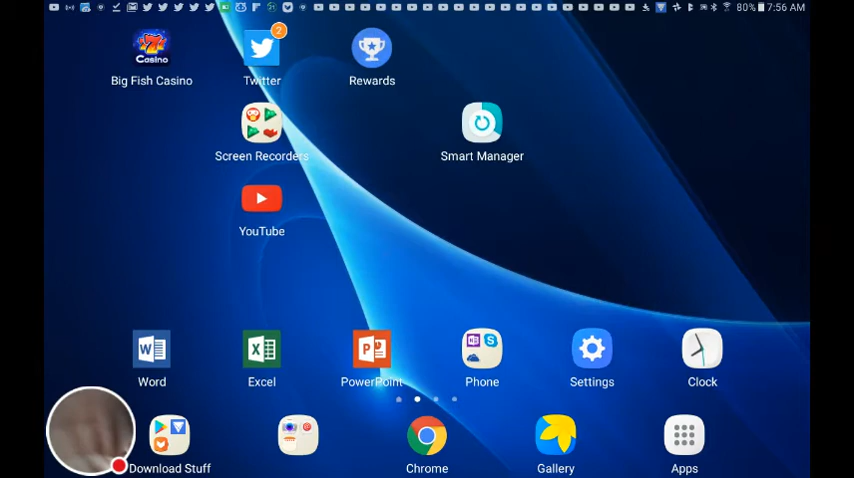 80% 7:56 AM
2
7
Casino
Big Fish Casino
Twitter
Rewards
Screen Recorders
Smart Manager
YouTube
W
X
P
N
S
Word
Excel
PowerPoint
Phone
Settings
Clock
Download Stuff
Chrome
Gallery
Apps